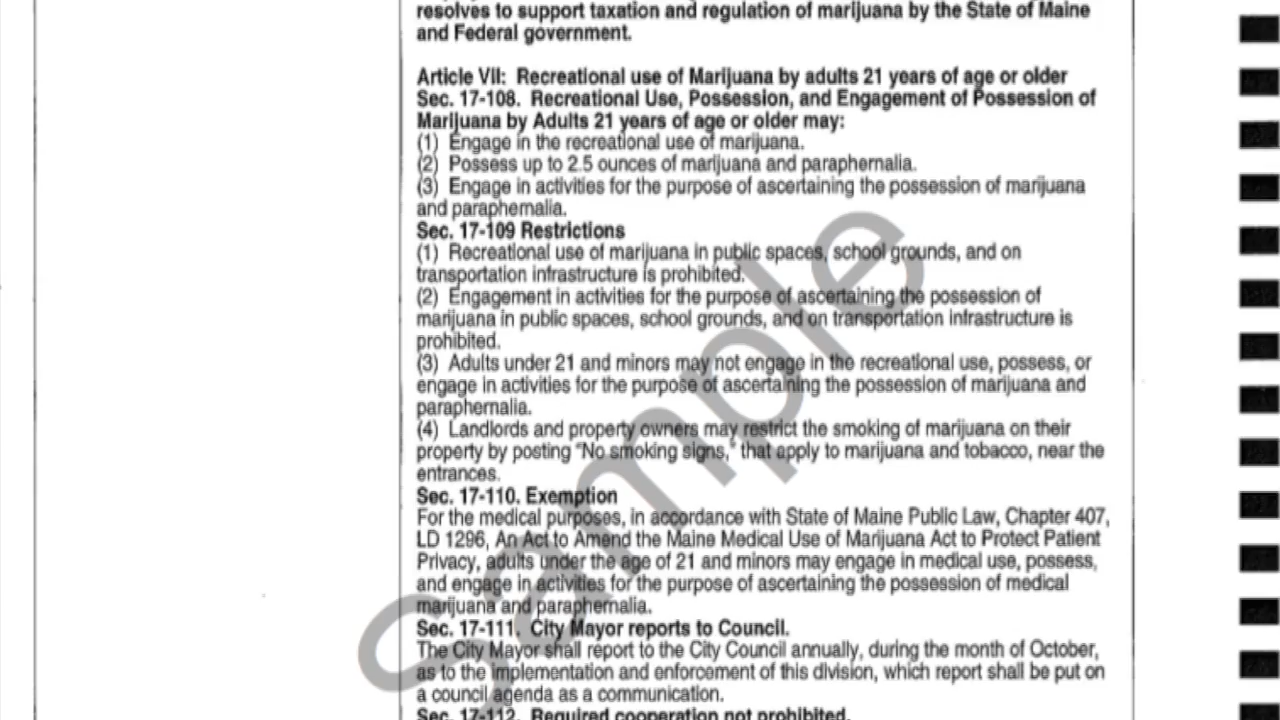 resolves to support taxation and regulation of marijuana by the State of Maine
and Federal government.
Article VII: Recreational use of Marijuana by adults 21 years of age or older
Sec. 17-108. Recreational Use, Possession, and Engagement of Possession of
Marijuana by Adults 21 years of age or older may:
(1) Engage in the recreational use of marijuana.
(2) Possess up to 2.5 ounces of marijuana and paraphernalia.
(3) Engage in activities for the purpose of ascertaining the possession of marijuana
and paraphernalia.
Sec. 17-109 Restrictions
(1) Recreational use of marijuana in public spaces, school grounds, and on
transportation infrastructure is prohibited.
(2) Engagement in activities for the purpose of ascertaining the possession of
marijuana in public spaces, school grounds, and on transportation infrastructure is
prohibited.
(3) Adults under 21 and minors may not engage in the recreational use, possess, or
engage in activities for the purpose of ascertaining the possession of marijuana and
paraphernalia.
(4) Landlords and property owners may restrict the smoking of marijuana on their
property by posting "No smoking signs," that apply to marijuana and tobacco, near the
entrances.
Sec. 17-110. Exemption
For the medical purposes, in accordance with State of Maine Public Law, Chapter 407,
LD 1296, An Act to Amend the Maine Medical Use of Marijuana Act to Protect Patient
Privacy, adults under the age of 21 and minors may engage in medical use, possess,
and engage in activities for the purpose of ascertaining the possession of medical
marijuana and paraphernalia.
Sec. 17-111. City Mayor reports to Council.
The City Mayor shall report to the City Council annually, during the month of October,
as to the implementation and enforcement of this division, which report shall be put on
a council agenda as a communication.
Sec. 17-112. Required cooperation not prohibited.
Sample